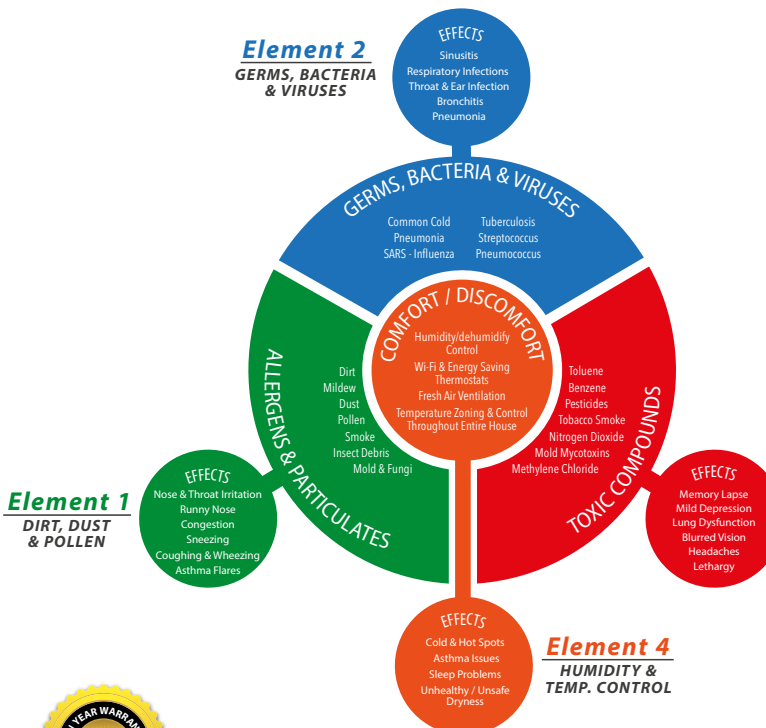 Element 2
GERMS, BACTERIA
& VIRUSES
EFFECTS
Sinusitis
Respiratory Infections
Throat & Ear Infection
Bronchitis
Pneumonia
GERMS, BACTERIA & VIRUSES
Common Cold
Pneumonia
SARS - Influenza
Tuberculosis
Streptococcus
Pneumococcus
COMFORT / DISCOMFORT
Humidity/dehumidify
Control
Wi-Fi & Energy Saving
Thermostats
Fresh Air Ventilation
Temperature Zoning & Control
Throughout Entire House
ALLERGENS & PARTICULATES
Dirt
Mildew
Dust
Pollen
Smoke
Insect Debris
Mold & Fungi
TOXIC COMPOUNDS
Toluene
Benzene
Pesticides
Tobacco Smoke
Nitrogen Dioxide
Mold Mycotoxins
Methylene Chloride
Element 1
DIRT, DUST
& POLLEN
EFFECTS
Nose & Throat Irritation
Runny Nose
Congestion
Sneezing
Coughing & Wheezing
Asthma Flares
EFFECTS
Memory Lapse
Mild Depression
Lung Dysfunction
Blurred Vision
Headaches
Lethargy
EFFECTS
Cold & Hot Spots
Asthma Issues
Sleep Problems
Unhealthy / Unsafe
Dryness
Element 4
HUMIDITY &
TEMP. CONTROL
YEAR WARRAN